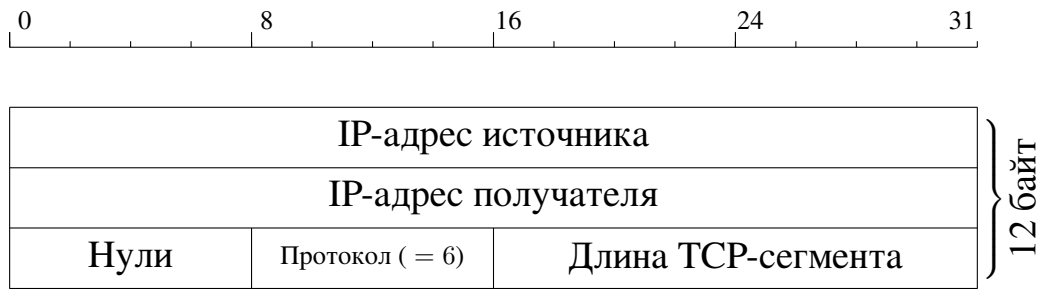 0 8 16 24 31
IP-адрес источника
IP-адрес получателя
Нули Протокол ( = 6) Длина TCP-сегмента
12 байт